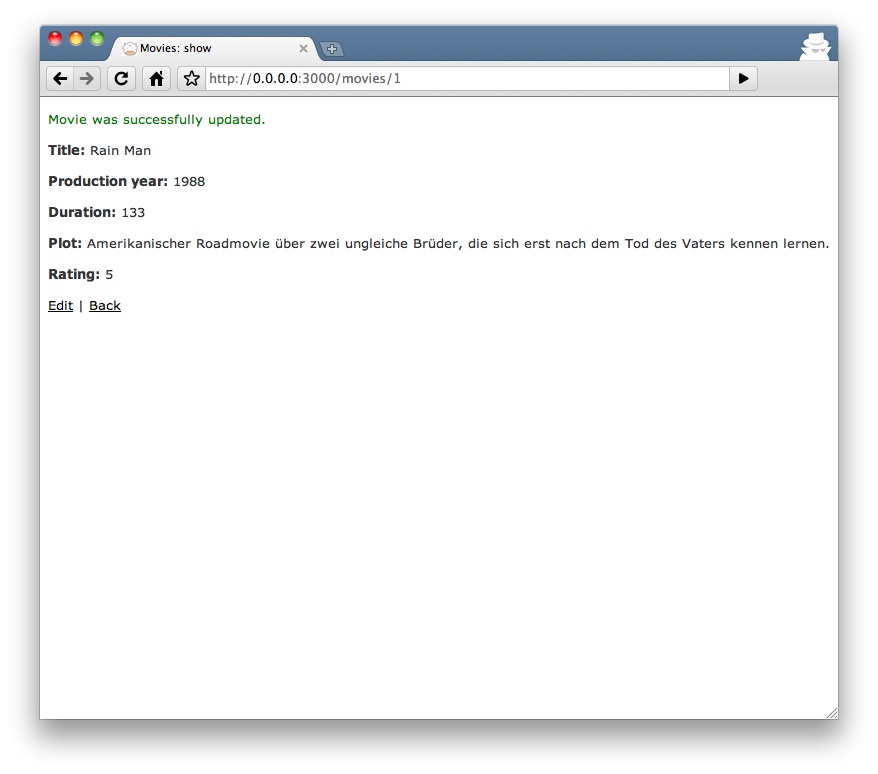 Movies: show
http://0.0.0.0:3000/movies/1
Movie was successfully updated.
Title: Rain Man
Production year: 1988
Duration: 133
Plot: Amerikanischer Roadmovie über zwei ungleiche Brüder, die sich erst nach dem Tod des Vaters kennen lernen.
Rating: 5
Edit | Back